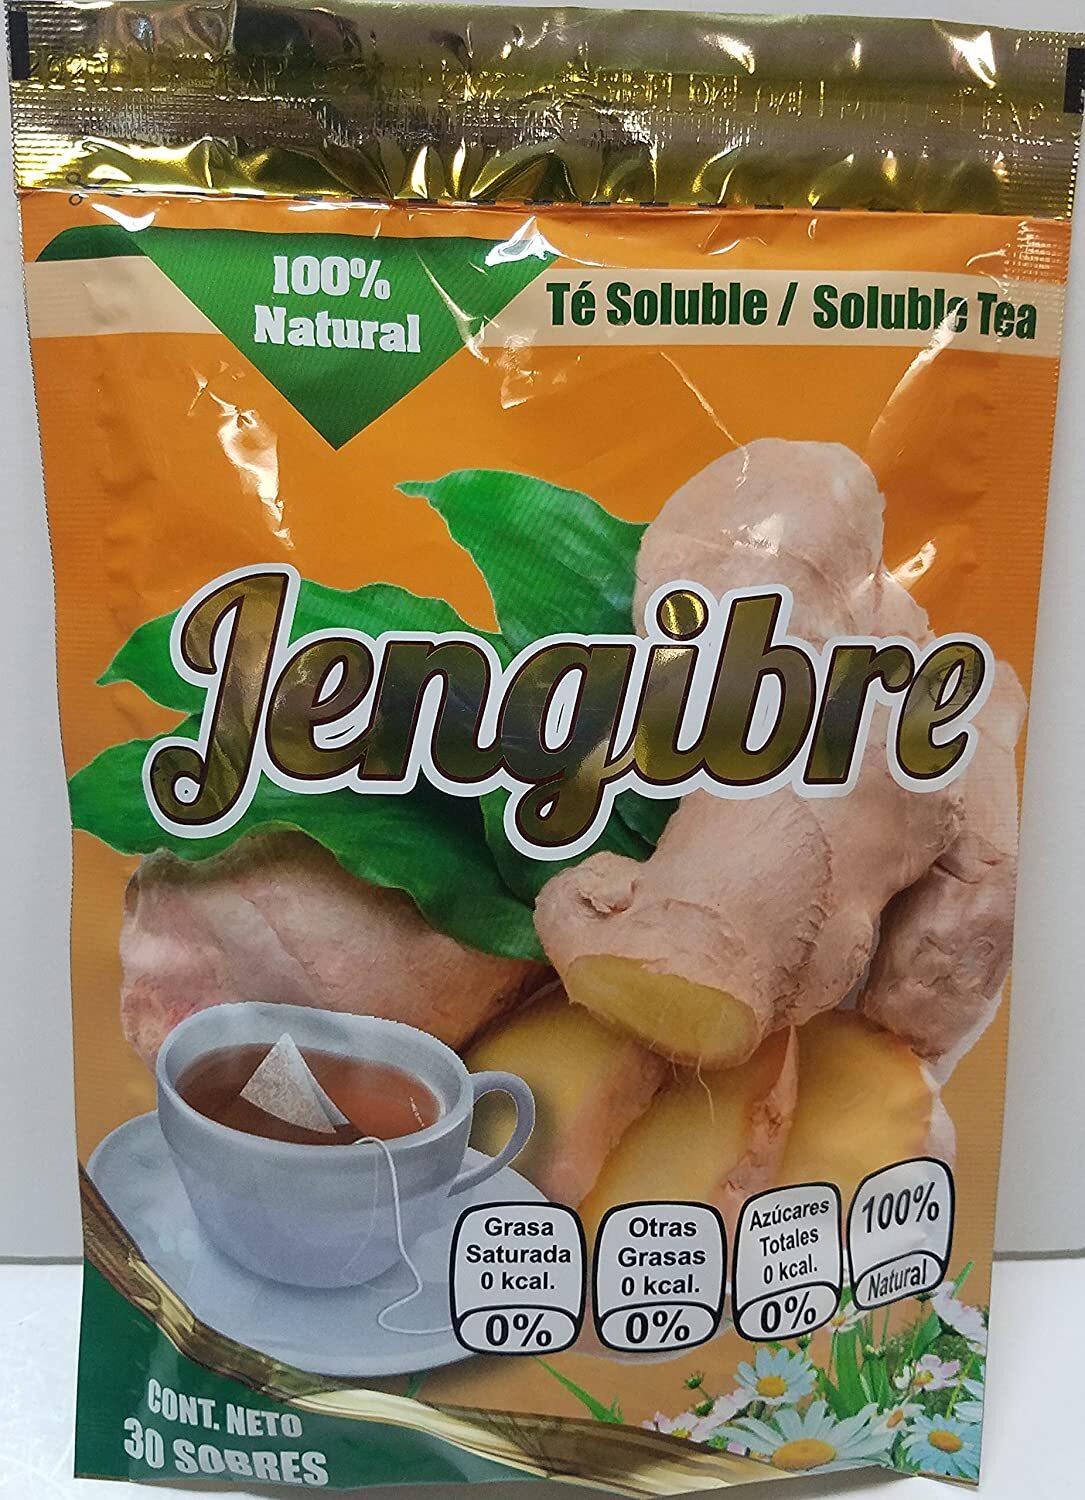 100%
Natural
Té Soluble / Soluble Tea
Jengibre
Grasa
Saturada
0 kcal.
0%
Otras
Grasas
0 kcal.
0%
Azúcares
Totales
0 kcal.
0%
100%
Natural
CONT. NETO
30 SOBRES